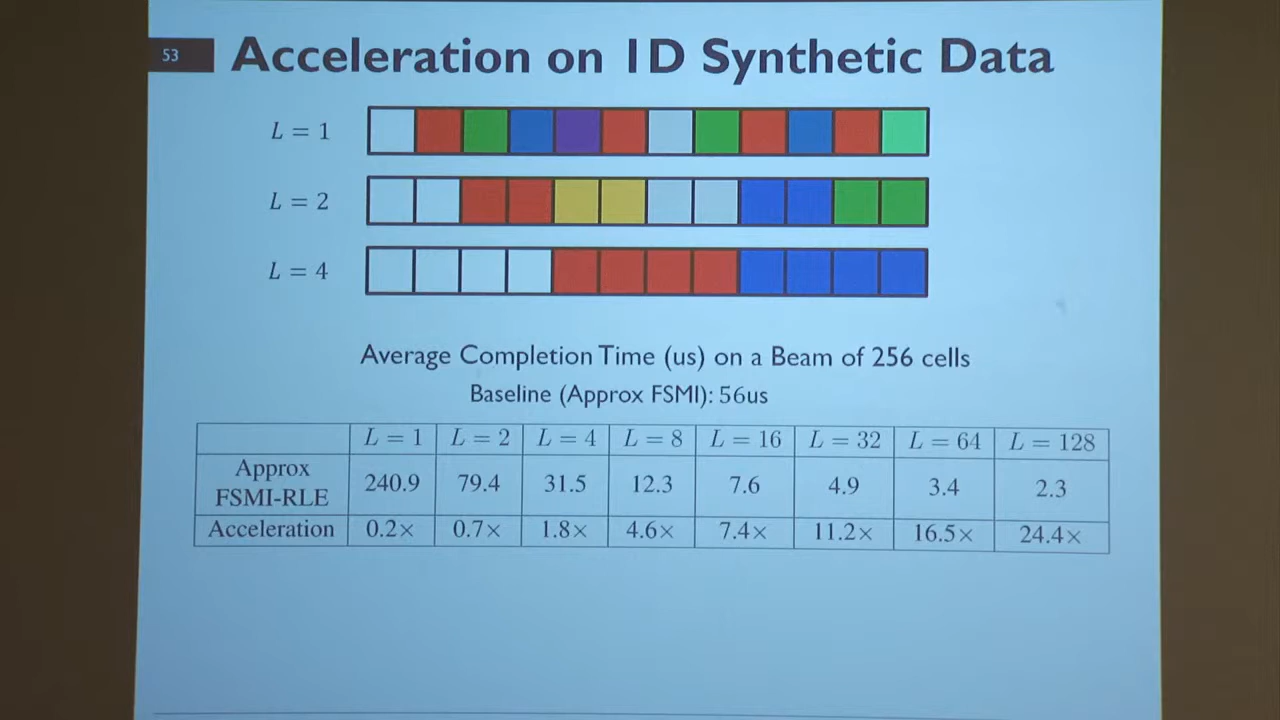 53
Acceleration on 1D Synthetic Data
L = 1
L = 2
L = 4
Average Completion Time (us) on a Beam of 256 cells
Baseline (Approx FSMI): 56us
L = 1 L = 2 L = 4 L = 8 L = 16 L = 32 L = 64 L = 128
Approx
FSMI-RLE 240.9 79.4 31.5 12.3 7.6 4.9 3.4 2.3
Acceleration 0.2× 0.7× 1.8× 4.6× 7.4× 11.2× 16.5× 24.4×